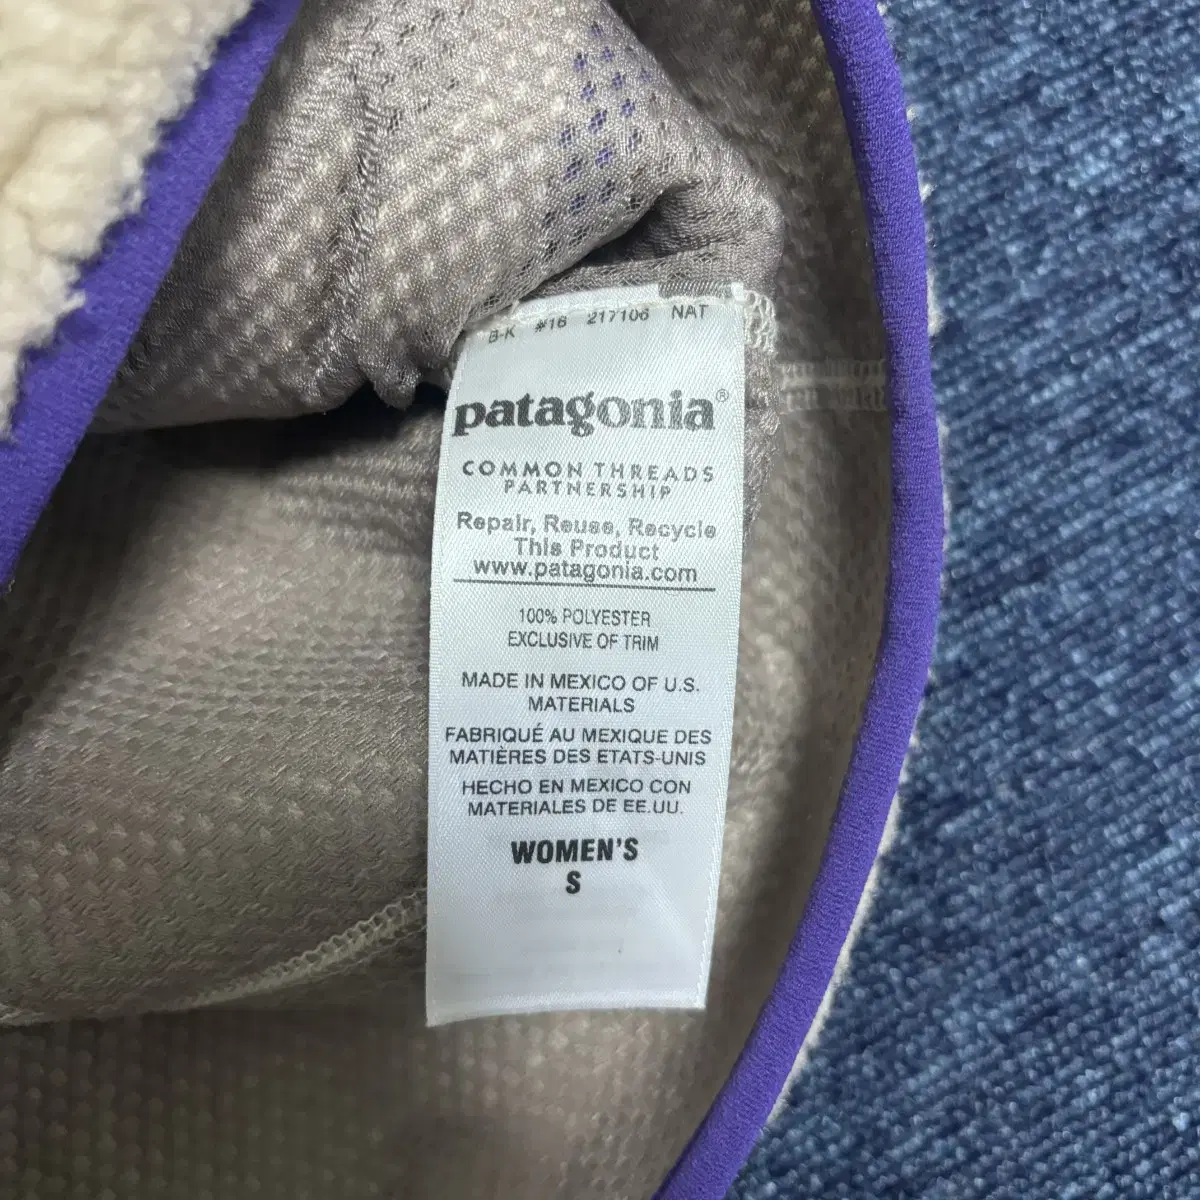 B-K #16 217106 NAT
patagonia®
COMMON THREADS
PARTNERSHIP
Repair, Reuse, Recycle
This Product
www.patagonia.com
100% POLYESTER
EXCLUSIVE OF TRIM
MADE IN MEXICO OF U.S.
MATERIALS
FABRIQUÉ AU MEXIQUE DES
MATIÈRES DES ETATS-UNIS
HECHO EN MEXICO CON
MATERIALES DE EE.UU.
WOMEN'S
S